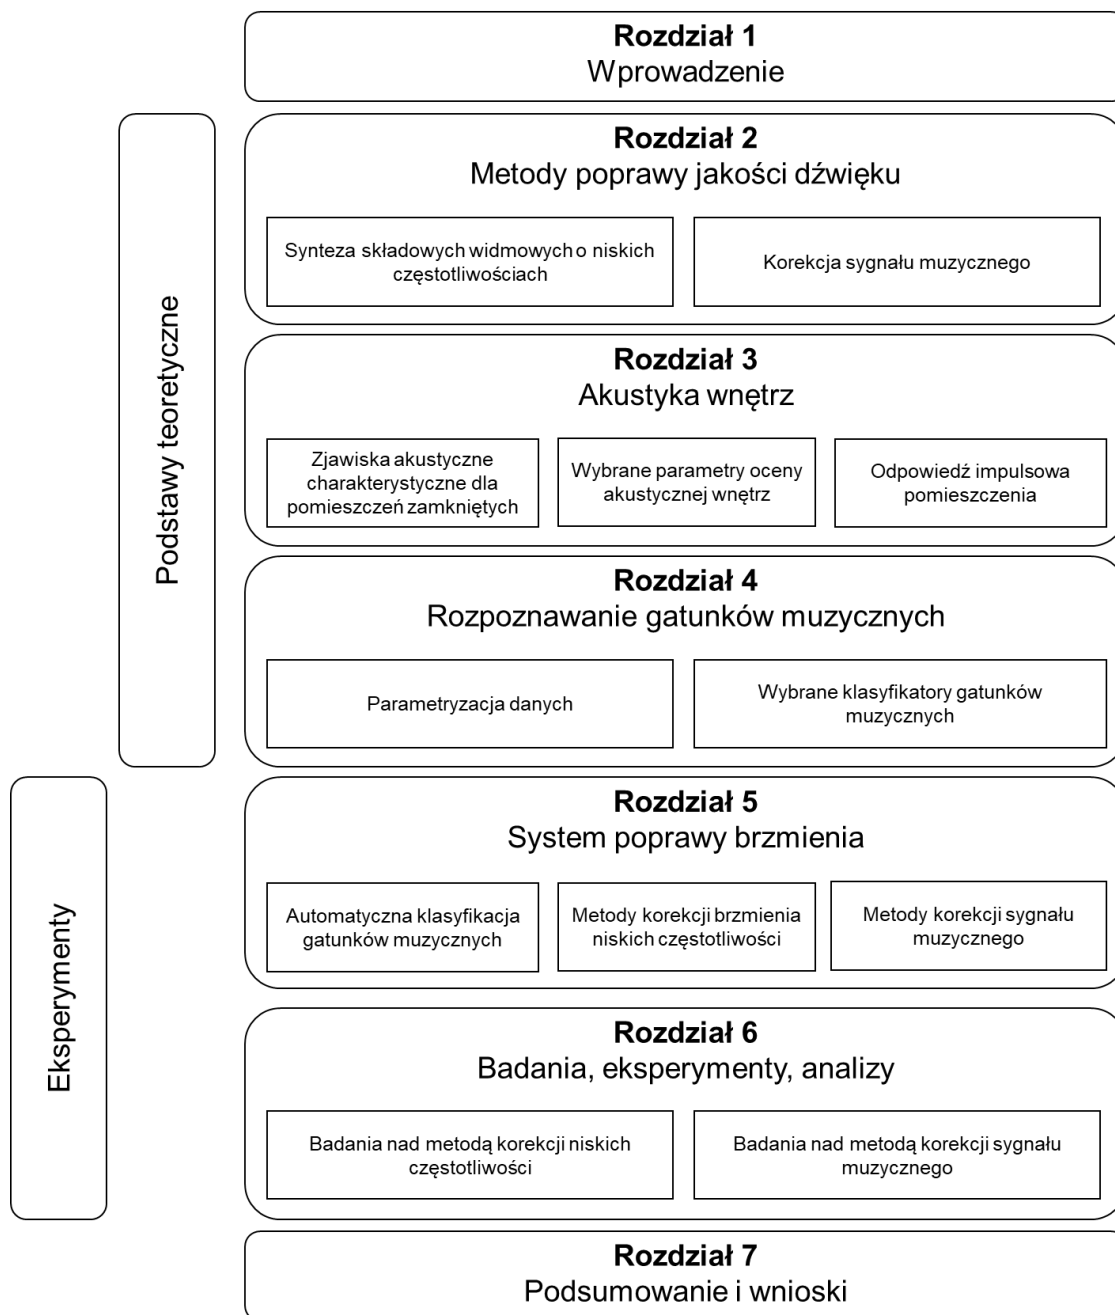 Rozdział 1
Wprowadzenie
Podstawy teoretyczne
Rozdział 2
Metody poprawy jakości dźwięku
Synteza składowych widmowych o niskich
częstotliwościach
Korekcja sygnału muzycznego
Rozdział 3
Akustyka wnętrz
Zjawiska akustyczne
charakterystyczne dla
pomieszczeń zamkniętych
Wybrane parametry oceny
akustycznej wnętrz
Odpowiedź impulsowa
pomieszczenia
Rozdział 4
Rozpoznawanie gatunków muzycznych
Parametryzacja danych
Wybrane klasyfikatory gatunków
muzycznych
Eksperymenty
Rozdział 5
System poprawy brzmienia
Automatyczna klasyfikacja
gatunków muzycznych
Metody korekcji brzmienia
niskich częstotliwości
Metody korekcji sygnału
muzycznego
Rozdział 6
Badania, eksperymenty, analizy
Badania nad metodą korekcji niskich
częstotliwości
Badania nad metodą korekcji sygnału
muzycznego
Rozdział 7
Podsumowanie i wnioski